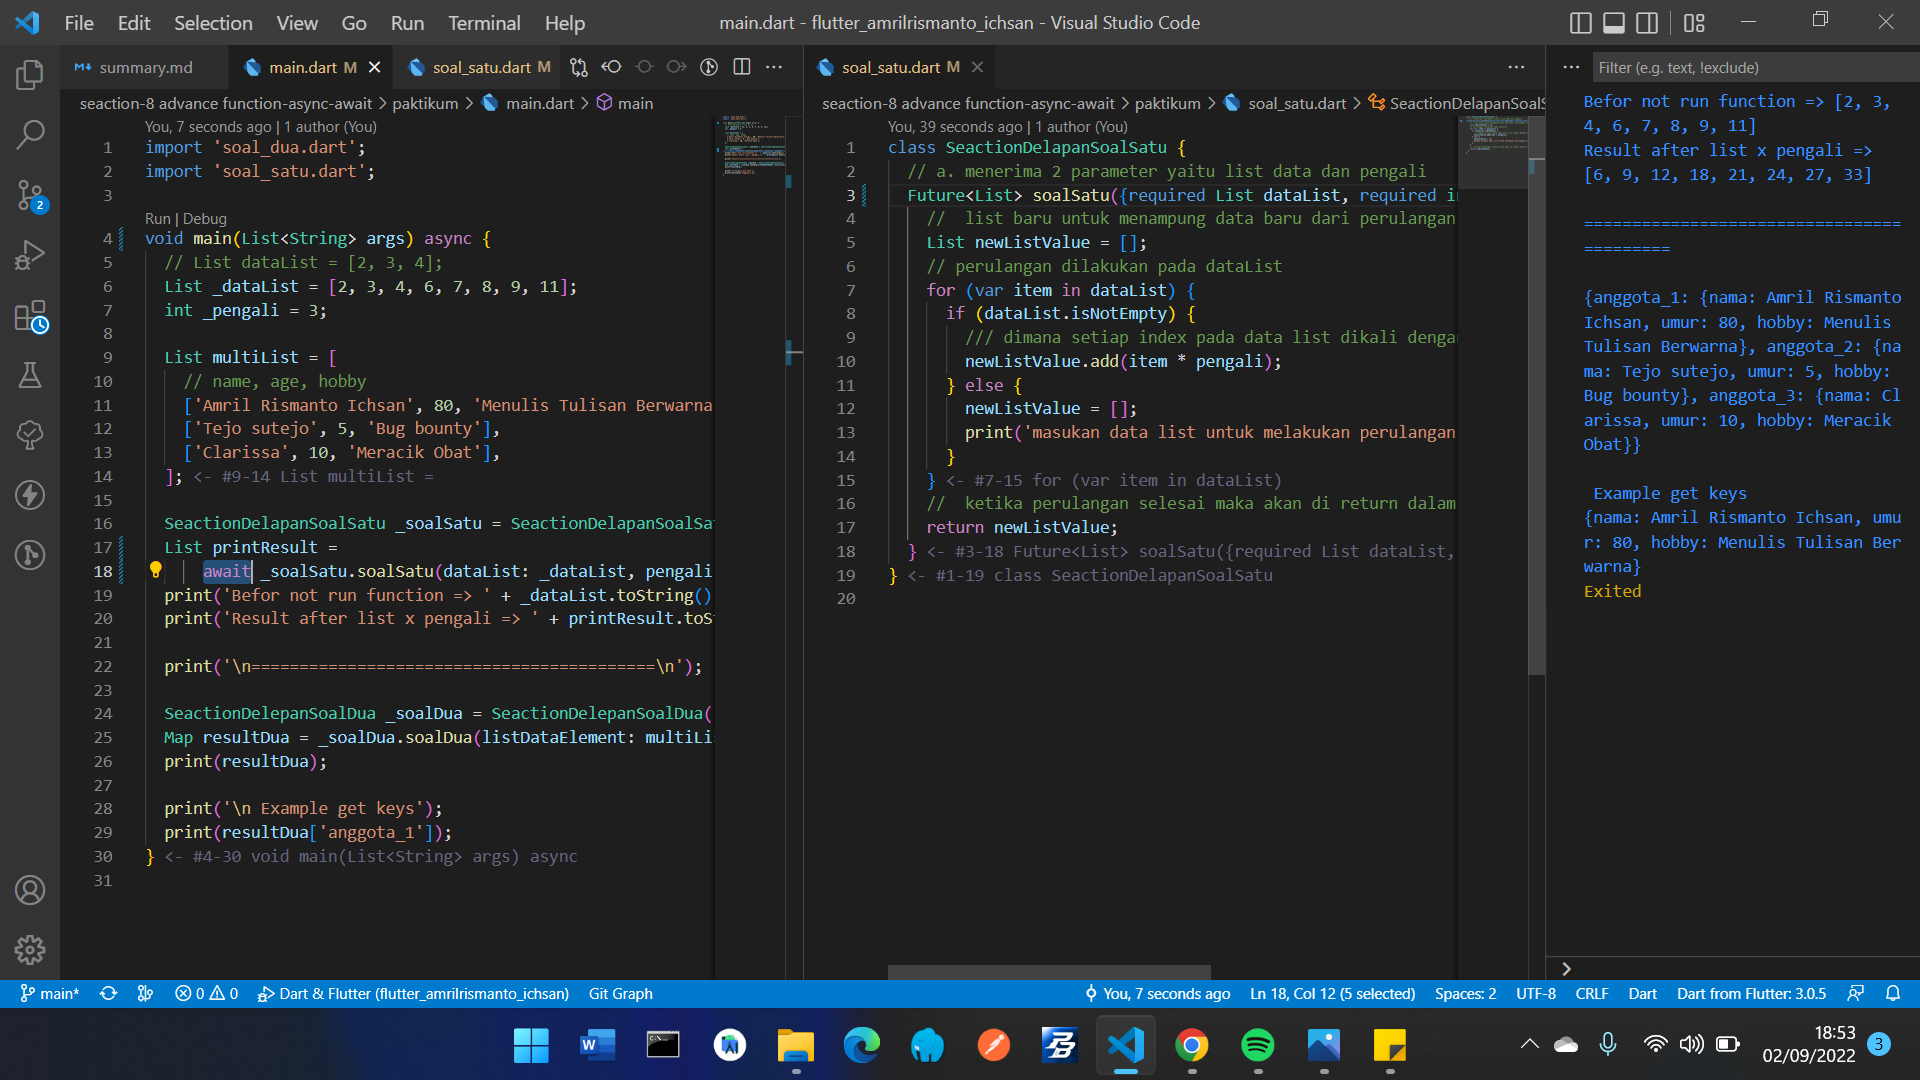 File Edit Selection View Go Run Terminal Help
main.dart - flutter_amrilrismanto_ichsan - Visual Studio Code
summary.md
main.dart M
soal_satu.dart M
seaction-8 advance function-async-await > paktikum > main.dart > main
You, 7 seconds ago | 1 author (You)
1 import 'soal_dua.dart';
2 import 'soal_satu.dart';
3
Run | Debug
4 void main(List<String> args) async {
5 // List dataList = [2, 3, 4];
6 List _dataList = [2, 3, 4, 6, 7, 8, 9, 11];
7 int _pengali = 3;
8
9 List multiList = [
10 // name, age, hobby
11 ['Amril Rismanto Ichsan', 80, 'Menulis Tulisan Berwarna
12 ['Tejo sutejo', 5, 'Bug bounty'],
13 ['Clarissa', 10, 'Meracik Obat'],
14 ]; <- #9-14 List multiList =
15
16 SeactionDelapanSoalSatu _soalSatu = SeactionDelapanSoalSat
17 List printResult =
18 await _soalSatu.soalSatu(dataList: _dataList, pengali
19 print('Befor not run function => ' + _dataList.toString()
20 print('Result after list x pengali => ' + printResult.toS
21
22 print('\n==========================================\n');
23
24 SeactionDelepanSoalDua _soalDua = SeactionDelepanSoalDua(
25 Map resultDua = _soalDua.soalDua(listDataElement: multiLi
26 print(resultDua);
27
28 print('\n Example get keys');
29 print(resultDua['anggota_1']);
30 } <- #4-30 void main(List<String> args) async
31
soal_satu.dart M
seaction-8 advance function-async-await > paktikum > soal_satu.dart > SeactionDelapanSoalS
You, 39 seconds ago | 1 author (You)
1 class SeactionDelapanSoalSatu {
2 // a. menerima 2 parameter yaitu list data dan pengali
3 Future<List> soalSatu({required List dataList, required i
4 // list baru untuk menampung data baru dari perulangan
5 List newListValue = [];
6 // perulangan dilakukan pada dataList
7 for (var item in dataList) {
8 if (dataList.isNotEmpty) {
9 /// dimana setiap index pada data list dikali denga
10 newListValue.add(item * pengali);
11 } else {
12 newListValue = [];
13 print('masukan data list untuk melakukan perulangan
14 }
15 } <- #7-15 for (var item in dataList)
16 // ketika perulangan selesai maka akan di return dalam
17 return newListValue;
18 } <- #3-18 Future<List> soalSatu({required List dataList,
19 } <- #1-19 class SeactionDelapanSoalSatu
20
Filter (e.g. text, !exclude)
Befor not run function => [2, 3,
4, 6, 7, 8, 9, 11]
Result after list x pengali =>
[6, 9, 12, 18, 21, 24, 27, 33]
=================================
=========
{anggota_1: {nama: Amril Rismanto
Ichsan, umur: 80, hobby: Menulis
Tulisan Berwarna}, anggota_2: {na
ma: Tejo sutejo, umur: 5, hobby:
Bug bounty}, anggota_3: {nama: Cl
arissa, umur: 10, hobby: Meracik
Obat}}
Example get keys
{nama: Amril Rismanto Ichsan, umu
r: 80, hobby: Menulis Tulisan Ber
warna}
Exited
2
main* 0 0 Dart & Flutter (flutter_amrilrismanto_ichsan) Git Graph
You, 7 seconds ago Ln 18, Col 12 (5 selected) Spaces: 2 UTF-8 CRLF Dart Dart from Flutter: 3.0.5
18:53
02/09/2022
3